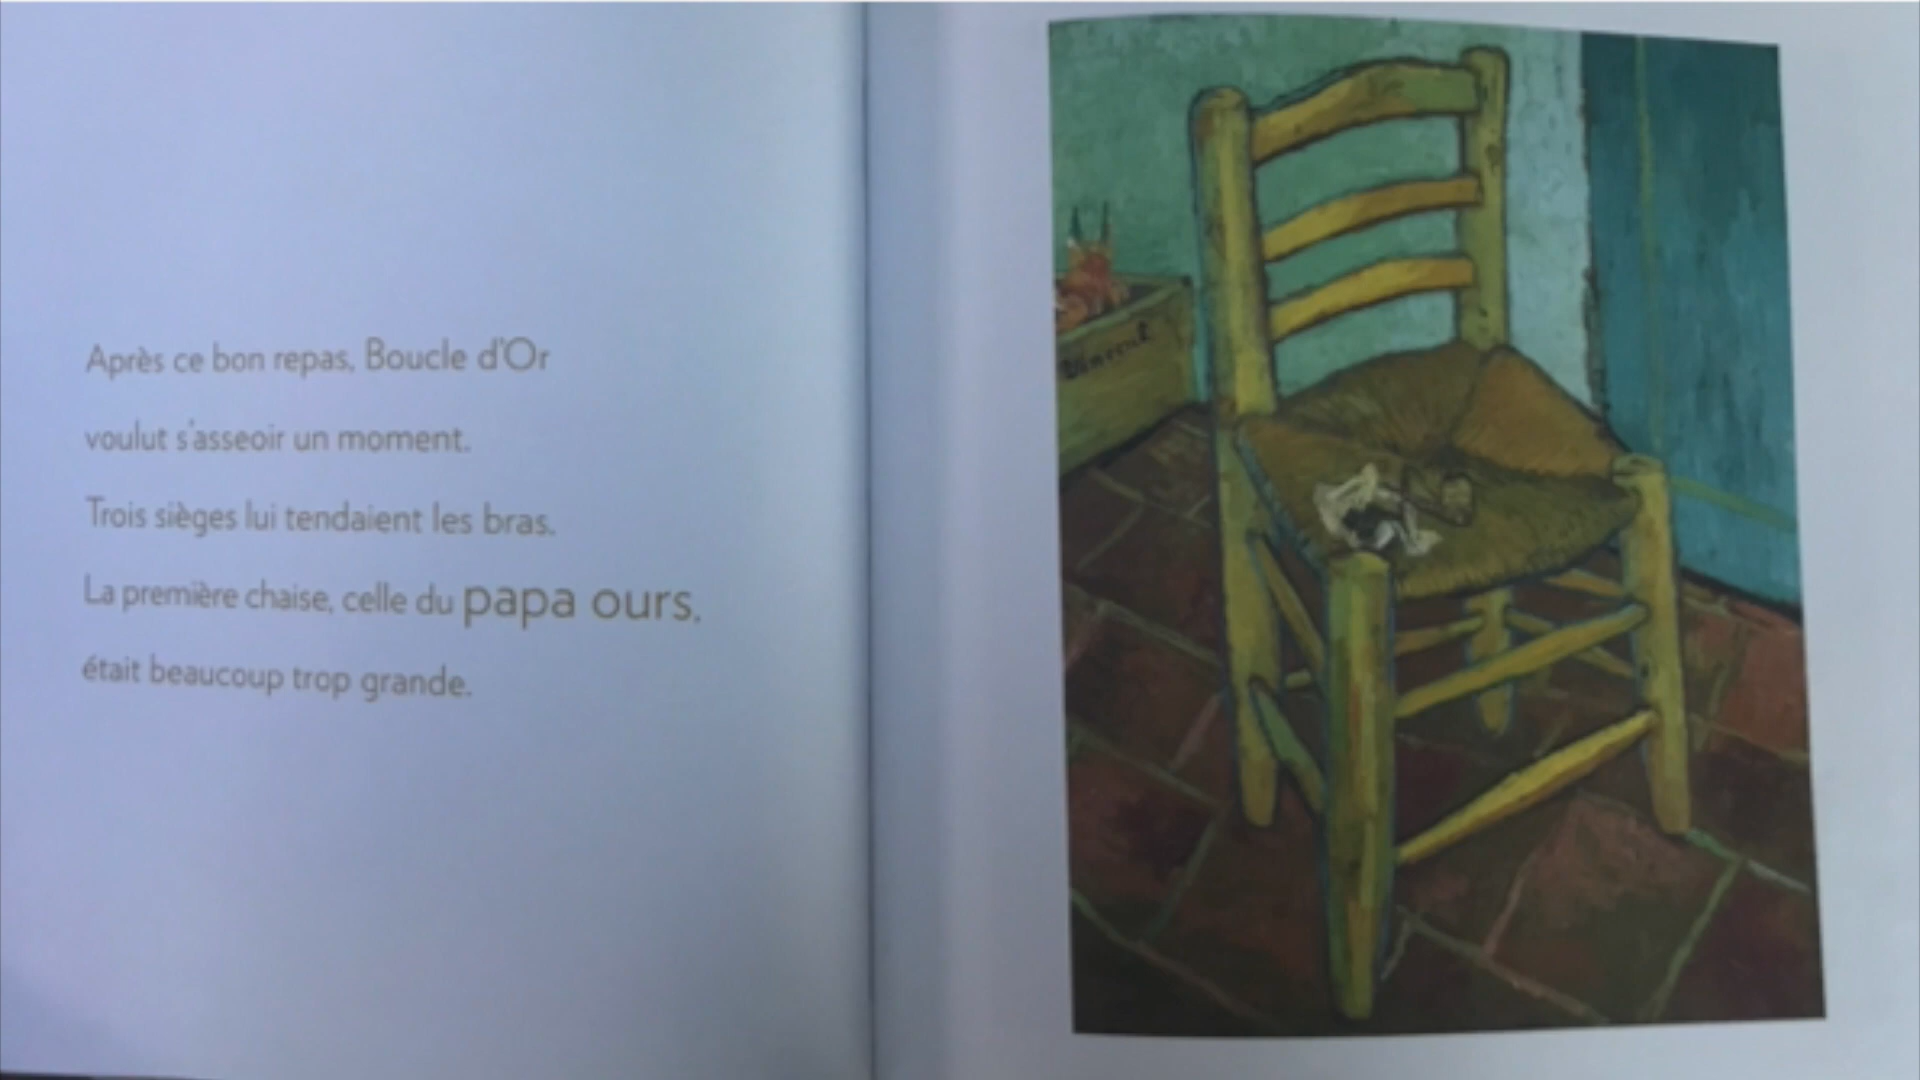 Après ce bon repas, Boucle d'Or
voulut s'asseoir un moment.
Trois sièges lui tendaient les bras.
La première chaise, celle du papa ours,
était beaucoup trop grande.
Vincent